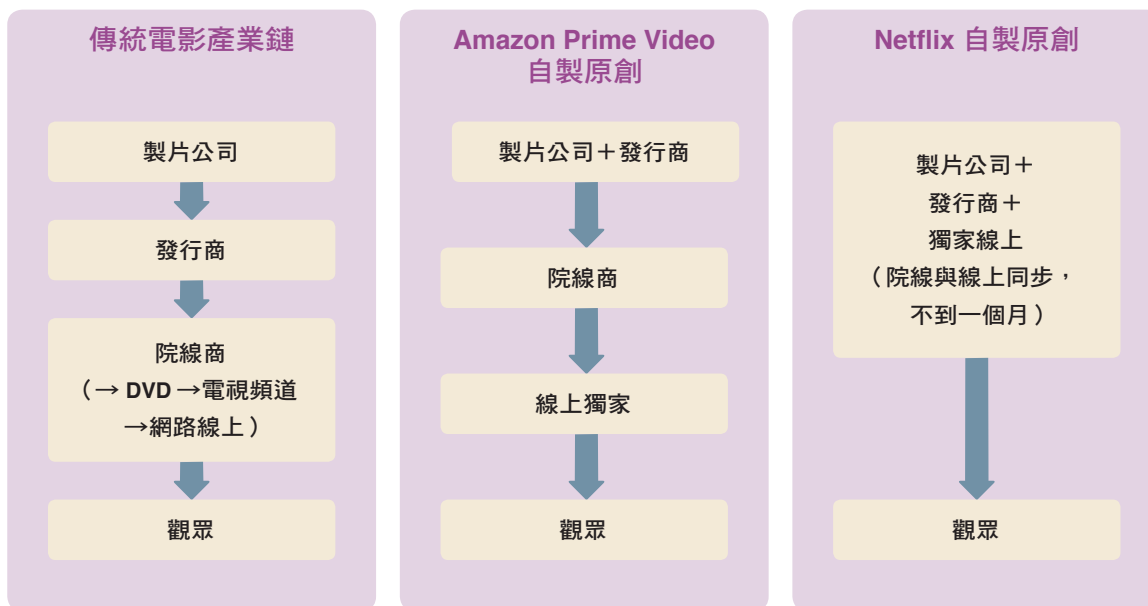 傳統電影產業鏈
製片公司
發行商
院線商
（→ DVD →電視頻道
→網路線上）
觀眾
Amazon Prime Video
自製原創
製片公司＋發行商
院線商
線上獨家
觀眾
Netflix 自製原創
製片公司＋
發行商＋
獨家線上
（院線與線上同步，
不到一個月）
觀眾